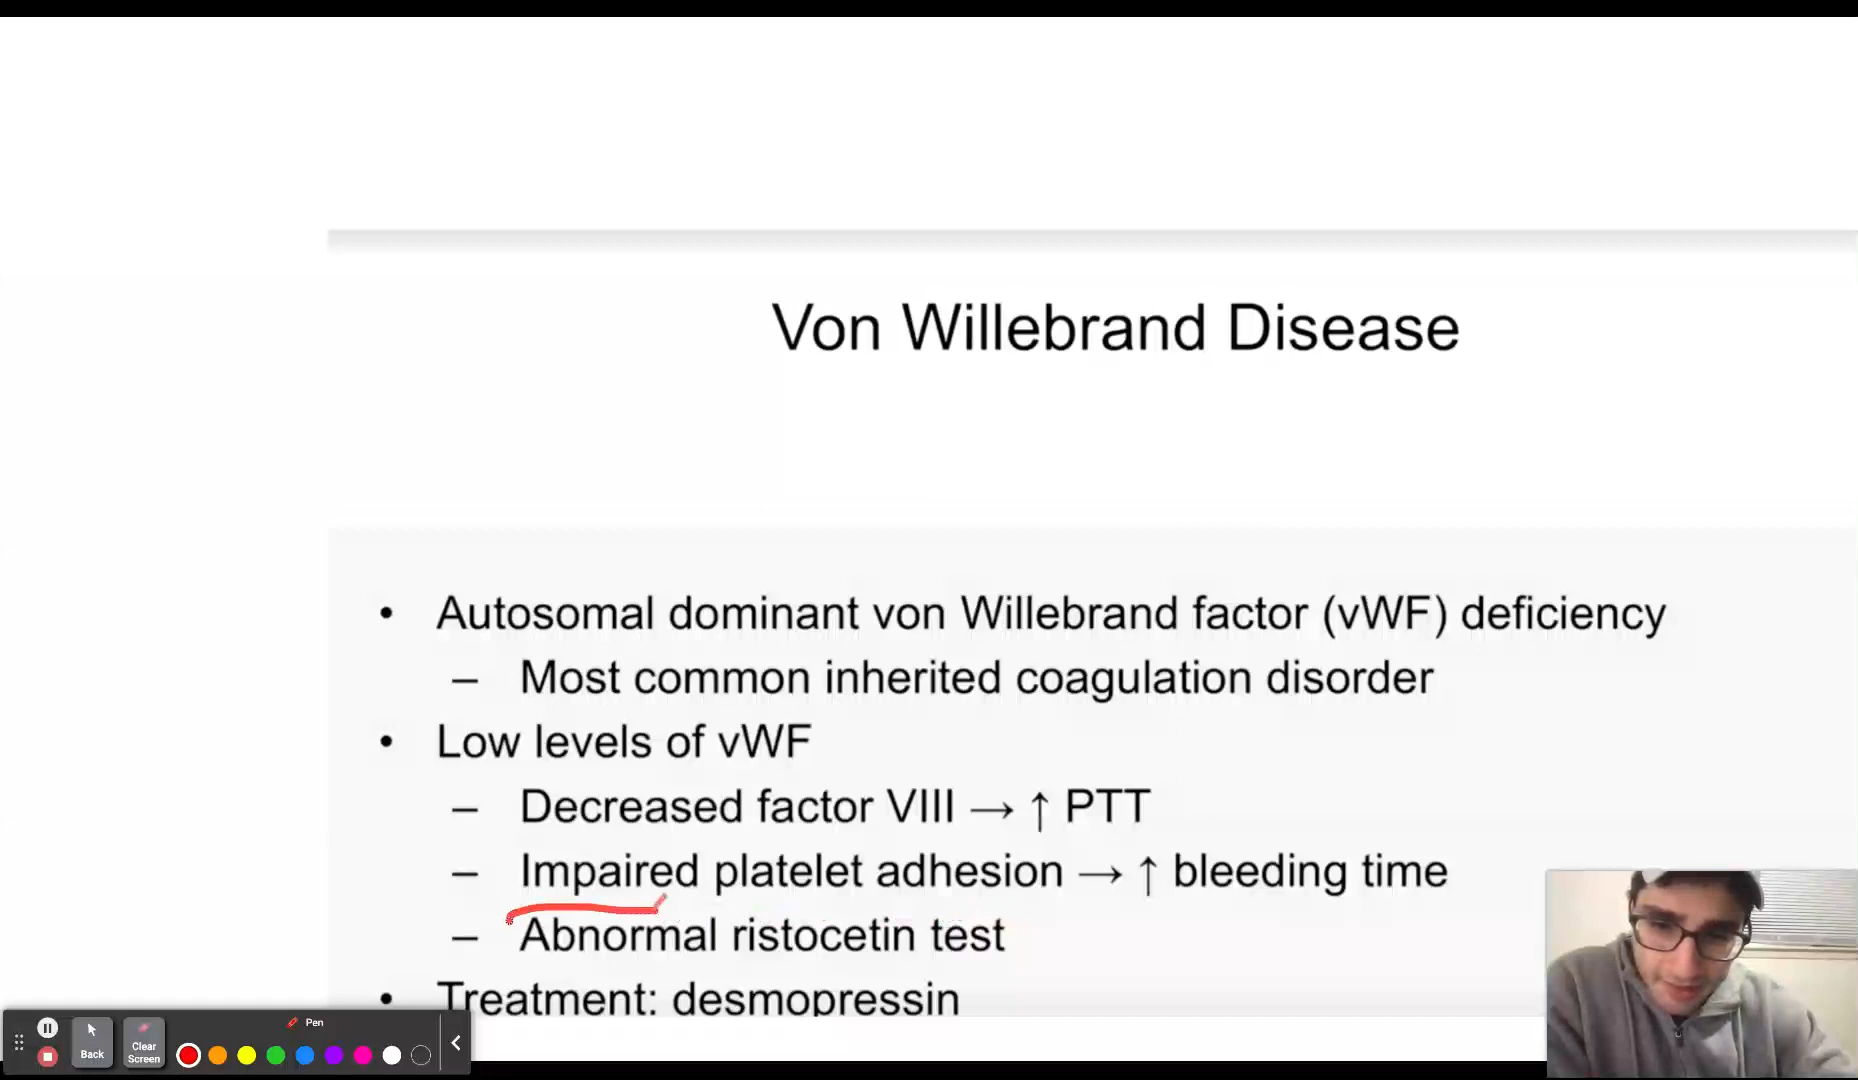 Von Willebrand Disease
• Autosomal dominant von Willebrand factor (vWF) deficiency
– Most common inherited coagulation disorder
• Low levels of vWF
– Decreased factor VIII → ↑ PTT
– Impaired platelet adhesion → ↑ bleeding time
– Abnormal ristocetin test
• Treatment: desmopressin
Pen
Back
Clear
Screen